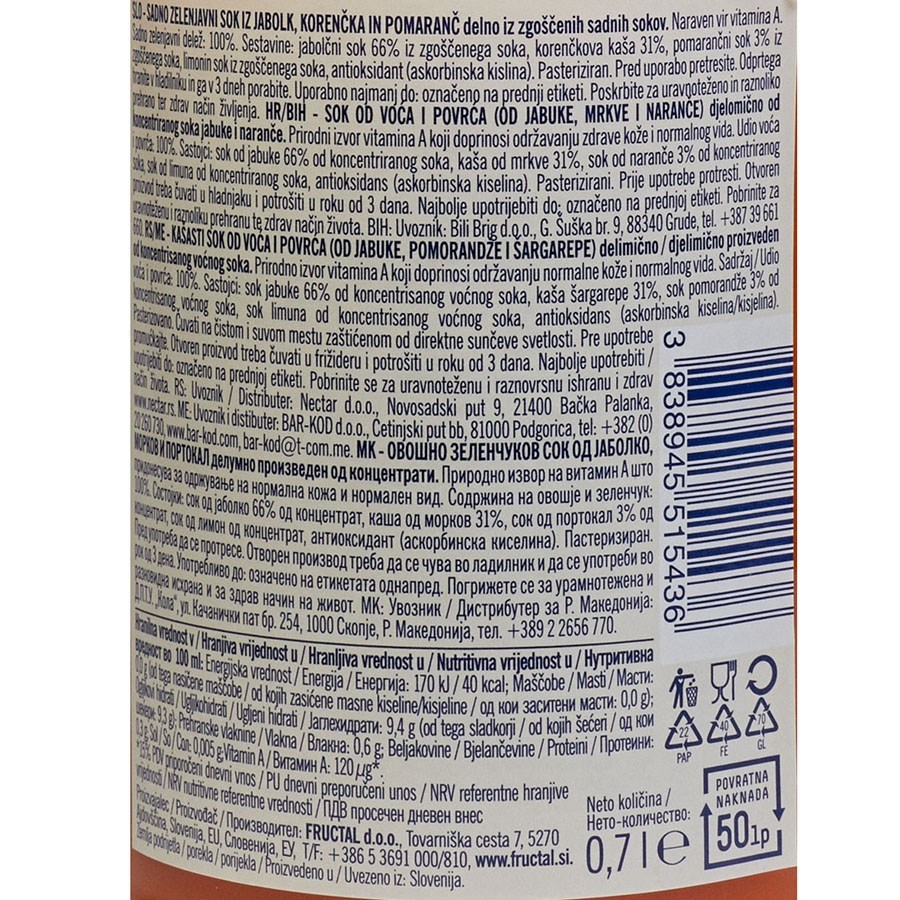 SLO - SADNO ZELENJAVNI SOK IZ JABOLK, KORENČKA IN POMARANČ delno iz zgoščenih sadnih sokov. Naraven vir vitamina A.
Sadno zelenjavni delež: 100%. Sestavine: jabolčni sok 66% iz zgoščenega soka, korenčkova kaša 31%, pomarančni sok 3% iz
zgoščenega soka, limonin sok iz zgoščenega soka, antioksidant (askorbinska kislina). Pasteriziran. Pred uporabo pretresite. Odprtega
hranite v hladilniku in ga v 3 dneh porabite. Uporabno najmanj do: označeno na prednji etiketi. Poskrbite za uravnoteženo in raznoliko
prehrano ter zdrav način življenja. HR/BIH - SOK OD VOĆA I POVRĆA (OD JABUKE, MRKVE I NARANČE) djelomično od
koncentriranog soka jabuke i naranče. Prirodni izvor vitamina A koji doprinosi održavanju zdrave kože i normalnog vida. Udio voća
i povrća: 100%. Sastojci: sok od jabuke 66% od koncentriranog soka, kaša od mrkve 31%, sok od naranče 3% od koncentriranog
soka, sok od limuna od koncentriranog soka, antioksidans (askorbinska kiselina). Pasterizirani. Prije upotrebe protresti. Otvoren
proizvod treba čuvati u hladnjaku i potrošiti u roku od 3 dana. Najbolje upotrijebiti do: označeno na prednjoj etiketi. Pobrinite za
uravnoteženu i raznoliku prehranu te zdrav način života. BIH: Uvoznik: Bili Brig d.o.o., G. Šuška br. 9, 88340 Grude, tel. +387 39 661
660. RS/ME - KAŠASTI SOK OD VOĆA I POVRĆA (OD JABUKE, POMORANDŽE I ŠARGAREPE) delimično / djelimično proizveden
od koncentrisanog voćnog soka. Prirodno izvor vitamina A koji doprinosi održavanju normalne kože i normalnog vida. Sadržaj/Udio
voća i povrća: 100%. Sastojci: sok jabuke 66% od koncentrisanog voćnog soka, kaša šargarepe 31%, sok pomorandže 3% od
koncentrisanog voćnog soka, sok limuna od koncentrisanog voćnog soka, antioksidans (askorbinska kiselina/kisjelina).
Pasterizovano. Čuvati na čistom i suvom mestu zaštićenom od direktne sunčeve svetlosti. Pre upotrebe
promućkajte. Otvoren proizvod treba čuvati u frižideru i potrošiti u roku od 3 dana. Najbolje upotrebiti /
upotrijebiti do: označeno na prednjoj etiketi. Pobrinite se za uravnoteženu i raznovrsnu ishranu i zdrav
način života. RS: Uvoznik / Distributer: Nectar d.o.o., Novosadski put 9, 21400 Bačka Palanka,
www.nectar.rs. ME: Uvoznik i distributer: BAR-KOD d.o.o., Cetinjski put bb, 81000 Podgorica, tel: +382 (0)
20 260 730, www.bar-kod.com, bar-kod@t-com.me. МК - ОВОШНО ЗЕЛЕНЧУКОВ СОК ОД ЈАБОЛКО,
МОРКОВ И ПОРТОКАЛ делумно произведен од концентрати. Природно извор на витамин А што
придонесува за одржување на нормална кожа и нормален вид. Содржина на овошје и зеленчук:
100%. Состојки: сок од јаболко 66% од концентрат, каша од морков 31%, сок од портокал 3% од
концентрат, сок од лимон од концентрат, антиоксидант (аскорбинска киселина). Пастеризиран.
Пред употреба да се протресе. Отворен производ треба да се чува во ладилник и да се употреби во
рок од 3 дена. Употребливо до: означено на етикетата однапред. Погрижете се за урамнотежена и
разновидна исхрана и за здрав начин на живот. МК: Увозник / Дистрибутер за Р. Македонија:
Д.П.Т.У. „Кола“, ул. Качанички пат бр. 254, 1000 Скопје, Р. Македонија, тел. +389 2 2656 770.
Hranilna vrednost v / Hranjiva vrijednost u / Hranljiva vrednost u / Nutritivna vrijednost u / Нутритивна
вредност во 100 ml: Energijska vrednost / Energija / Енергија: 170 kJ / 40 kcal; Maščobe / Masti / Масти:
0,0 g (od tega nasičene maščobe / od kojih zasićene masne kiseline/kisjeline / од кои заситени масти: 0,0 g);
Ogljikovi hidrati / Ugljikohidrati / Ugljeni hidrati / Јаглехидрати: 9,4 g (od tega sladkorji / od kojih šećeri / од кои
шеќери: 9,3 g); Prehranske vlaknine / Vlakna / Влакна: 0,6 g; Beljakovine / Bjelančevine / Proteini / Протеини:
0,3 g; Sol / So / Сол: 0,005 g; Vitamin A / Витамин А: 120 µg*.
*15% PDV priporočeni dnevni vnos / PU dnevni preporučeni unos / NRV referentne hranjive
vrijednosti / NRV nutritivne referentne vrednosti / ПДВ просечен дневен внес
Proizvajalec / Proizvođač / Производител: FRUCTAL d.o.o., Tovarniška cesta 7, 5270
Ajdovščina, Slovenija, EU, Словенија, ЕУ, T/F: + 386 5 3691 000/810, www.fructal.si.
Zemlja podrijetla / porekla / porijekla / Proizvedeno u / Uvezeno iz: Slovenija.
3 838945 515436
22
PAP
40
FE
70
GL
Neto količina /
Нето-количество:
0,7 l e
POVRATNA
NAKNADA
50lp